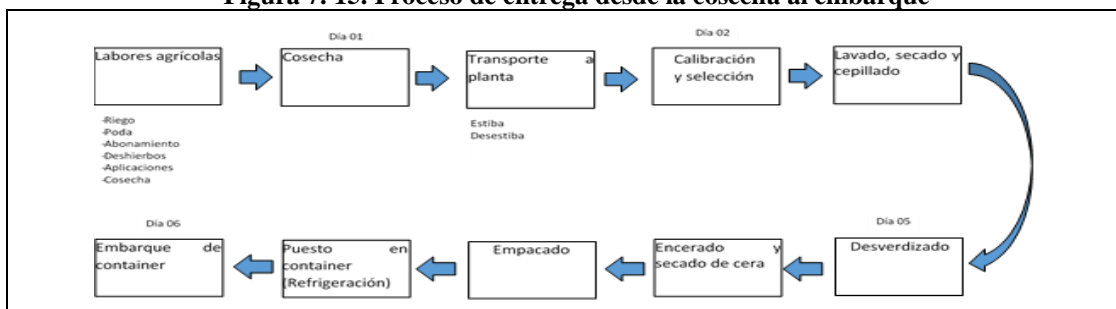 Figura 7. 13. Proceso de entrega desde la cosecha al embarque
Día 01
Día 02
Labores agrícolas
Cosecha
Transporte a
planta
Calibración
y selección
Lavado, secado y
cepillado
-Riego
-Poda
-Abonamiento
-Deshierbos
-Aplicaciones
-Cosecha
Estiba
Desestiba
Día 06
Día 05
Embarque de
container
Puesto en
container
(Refrigeración)
Empacado
Encerado y
secado de cera
Desverdizado